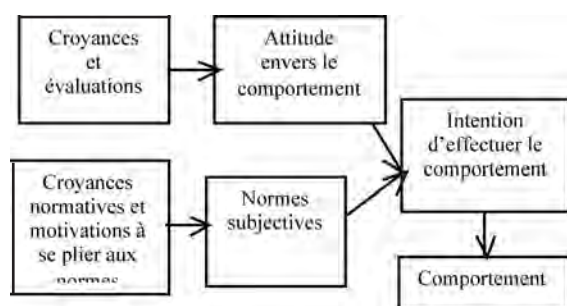 Croyances
et
évaluations
Attitude
envers le
comportement
Intention
d'effectuer le
comportement
Croyances
normatives et
motivations à
se plier aux
normes
Normes
subjectives
Comportement